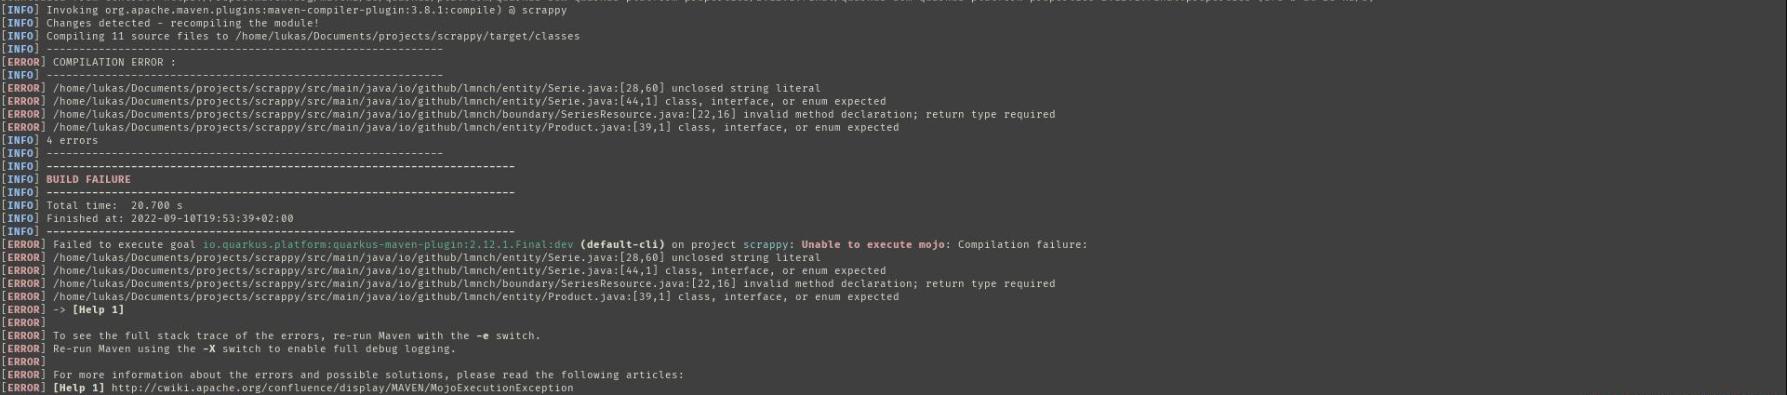 [INFO] Invoking org.apache.maven.plugins:maven-compiler-plugin:3.8.1:compile) @ scrappy
[INFO] Changes detected - recompiling the module!
[INFO] Compiling 11 source files to /home/lukas/Documents/projects/scrappy/target/classes
[INFO] -------------------------------------------------------------
[ERROR] COMPILATION ERROR :
[INFO] -------------------------------------------------------------
[ERROR] /home/lukas/Documents/projects/scrappy/src/main/java/io/github/lmnch/entity/Serie.java:[28,60] unclosed string literal
[ERROR] /home/lukas/Documents/projects/scrappy/src/main/java/io/github/lmnch/entity/Serie.java:[44,1] class, interface, or enum expected
[ERROR] /home/lukas/Documents/projects/scrappy/src/main/java/io/github/lmnch/boundary/SeriesResource.java:[22,16] invalid method declaration; return type required
[ERROR] /home/lukas/Documents/projects/scrappy/src/main/java/io/github/lmnch/entity/Product.java:[39,1] class, interface, or enum expected
[INFO] 4 errors
[INFO] -------------------------------------------------------------
[INFO] ------------------------------------------------------------------------
[INFO] BUILD FAILURE
[INFO] ------------------------------------------------------------------------
[INFO] Total time:  20.700 s
[INFO] Finished at: 2022-09-10T19:53:39+02:00
[INFO] ------------------------------------------------------------------------
[ERROR] Failed to execute goal io.quarkus.platform:quarkus-maven-plugin:2.12.1.Final:dev (default-cli) on project scrappy: Unable to execute mojo: Compilation failure:
[ERROR] /home/lukas/Documents/projects/scrappy/src/main/java/io/github/lmnch/entity/Serie.java:[28,60] unclosed string literal
[ERROR] /home/lukas/Documents/projects/scrappy/src/main/java/io/github/lmnch/entity/Serie.java:[44,1] class, interface, or enum expected
[ERROR] /home/lukas/Documents/projects/scrappy/src/main/java/io/github/lmnch/boundary/SeriesResource.java:[22,16] invalid method declaration; return type required
[ERROR] /home/lukas/Documents/projects/scrappy/src/main/java/io/github/lmnch/entity/Product.java:[39,1] class, interface, or enum expected
[ERROR] -> [Help 1]
[ERROR]
[ERROR] To see the full stack trace of the errors, re-run Maven with the -e switch.
[ERROR] Re-run Maven using the -X switch to enable full debug logging.
[ERROR]
[ERROR] For more information about the errors and possible solutions, please read the following articles:
[ERROR] [Help 1] http://cwiki.apache.org/confluence/display/MAVEN/MojoExecutionException